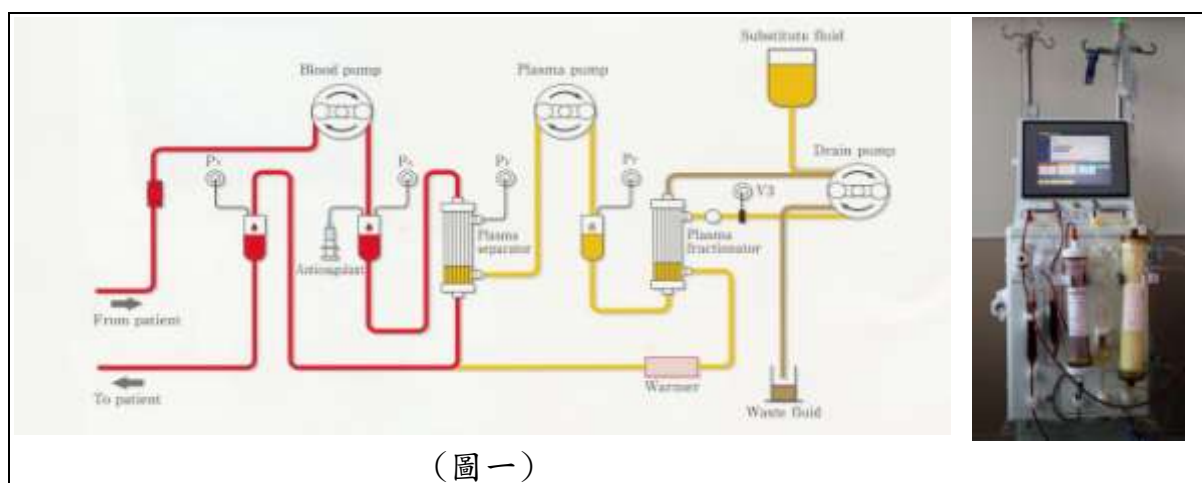 Substitute fluid
Blood pump
Plasma pump
Drain pump
V3
Plasma
separator
Plasma
fractionator
Anticoagulant
From patient
To patient
Warmer
Waste fluid
(圖一)